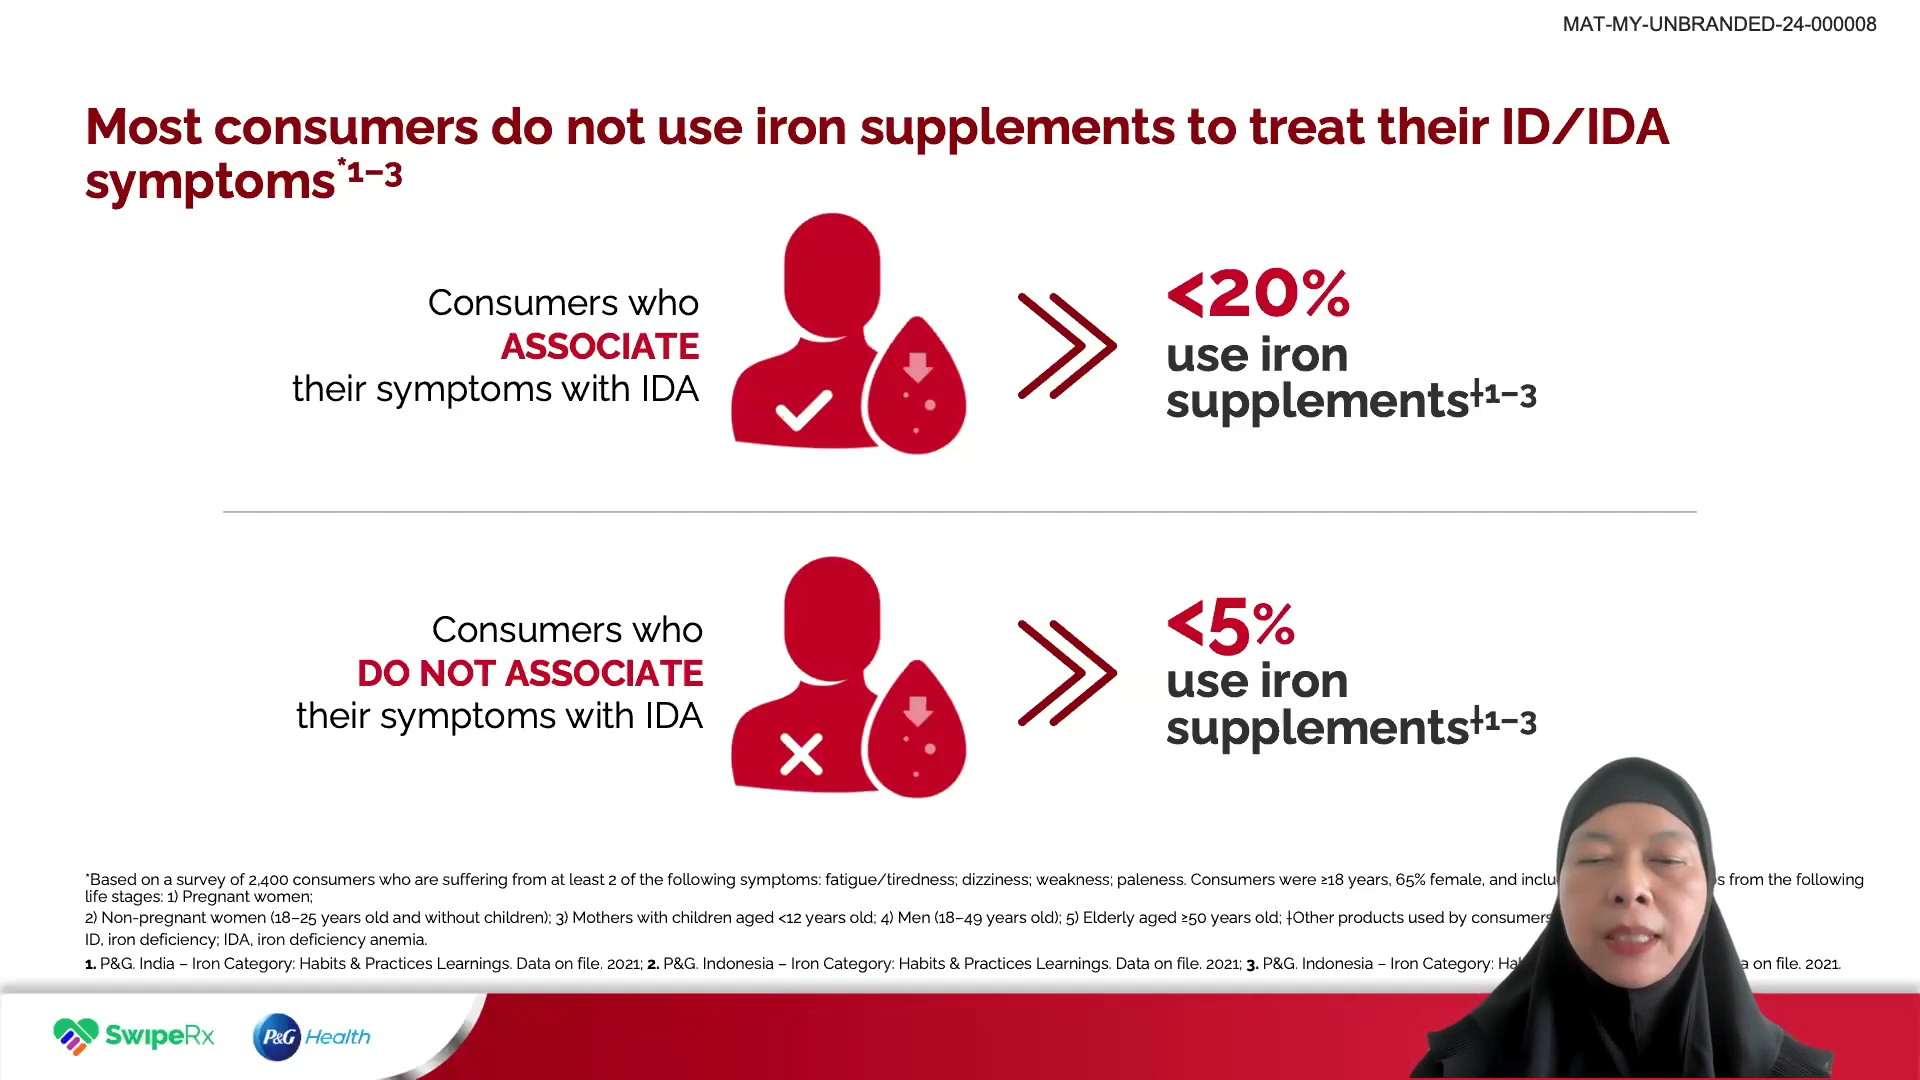 MAT-MY-UNBRANDED-24-000008
Most consumers do not use iron supplements to treat their ID/IDA
symptoms*1–3
Consumers who
ASSOCIATE
their symptoms with IDA
<20%
use iron
supplements‡1–3
Consumers who
DO NOT ASSOCIATE
their symptoms with IDA
<5%
use iron
supplements‡1–3
*Based on a survey of 2,400 consumers who are suffering from at least 2 of the following symptoms: fatigue/tiredness; dizziness; weakness; paleness. Consumers were ≥18 years, 65% female, and from the following
life stages: 1) Pregnant women;
2) Non-pregnant women (18–25 years old and without children); 3) Mothers with children aged <12 years old; 4) Men (18–49 years old); 5) Elderly aged ≥50 years old; ‡Other products used by consumers
ID, iron deficiency; IDA, iron deficiency anemia.
1. P&G. India – Iron Category: Habits & Practices Learnings. Data on file. 2021; 2. P&G. Indonesia – Iron Category: Habits & Practices Learnings. Data on file. 2021; 3. P&G. Indonesia – Iron Category: on file. 2021.
SwipeRx
P&G Health